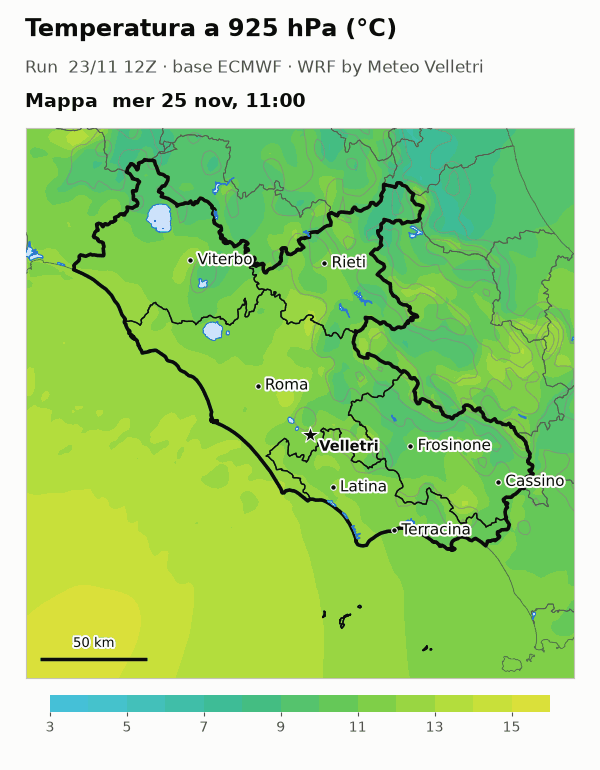 Temperatura a 925 hPa (°C)
Run  23/11 12Z · base ECMWF · WRF by Meteo Velletri
Mappa  mer 25 nov, 11:00
Viterbo
Rieti
Roma
Velletri
Frosinone
Cassino
Latina
Terracina
50 km
3 5 7 9 11 13 15